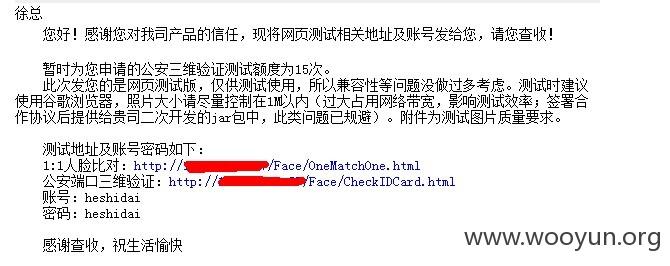 徐总
您好！感谢您对我司产品的信任，现将网页测试相关地址及账号发给您，请您查收！
暂时为您申请的公安三维验证测试额度为15次。
此次发您的是网页测试版，仅供测试使用，所以兼容性等问题没做过多考虑。测试时建议
使用谷歌浏览器，照片大小请尽量控制在1M以内（过大占用网络带宽，影响测试效率；签署
合作协议后提供给贵司二次开发的jar包中，此类问题已规避）。附件为测试图片质量要求。
测试地址及账号密码如下：
1:1人脸比对：http:// /Face/OneMatchOne.html
公安端口三维验证：http:// /Face/CheckIDCard.html
账号：heshidai
密码：heshidai
感谢查收，祝生活愉快
www.wooyun.org